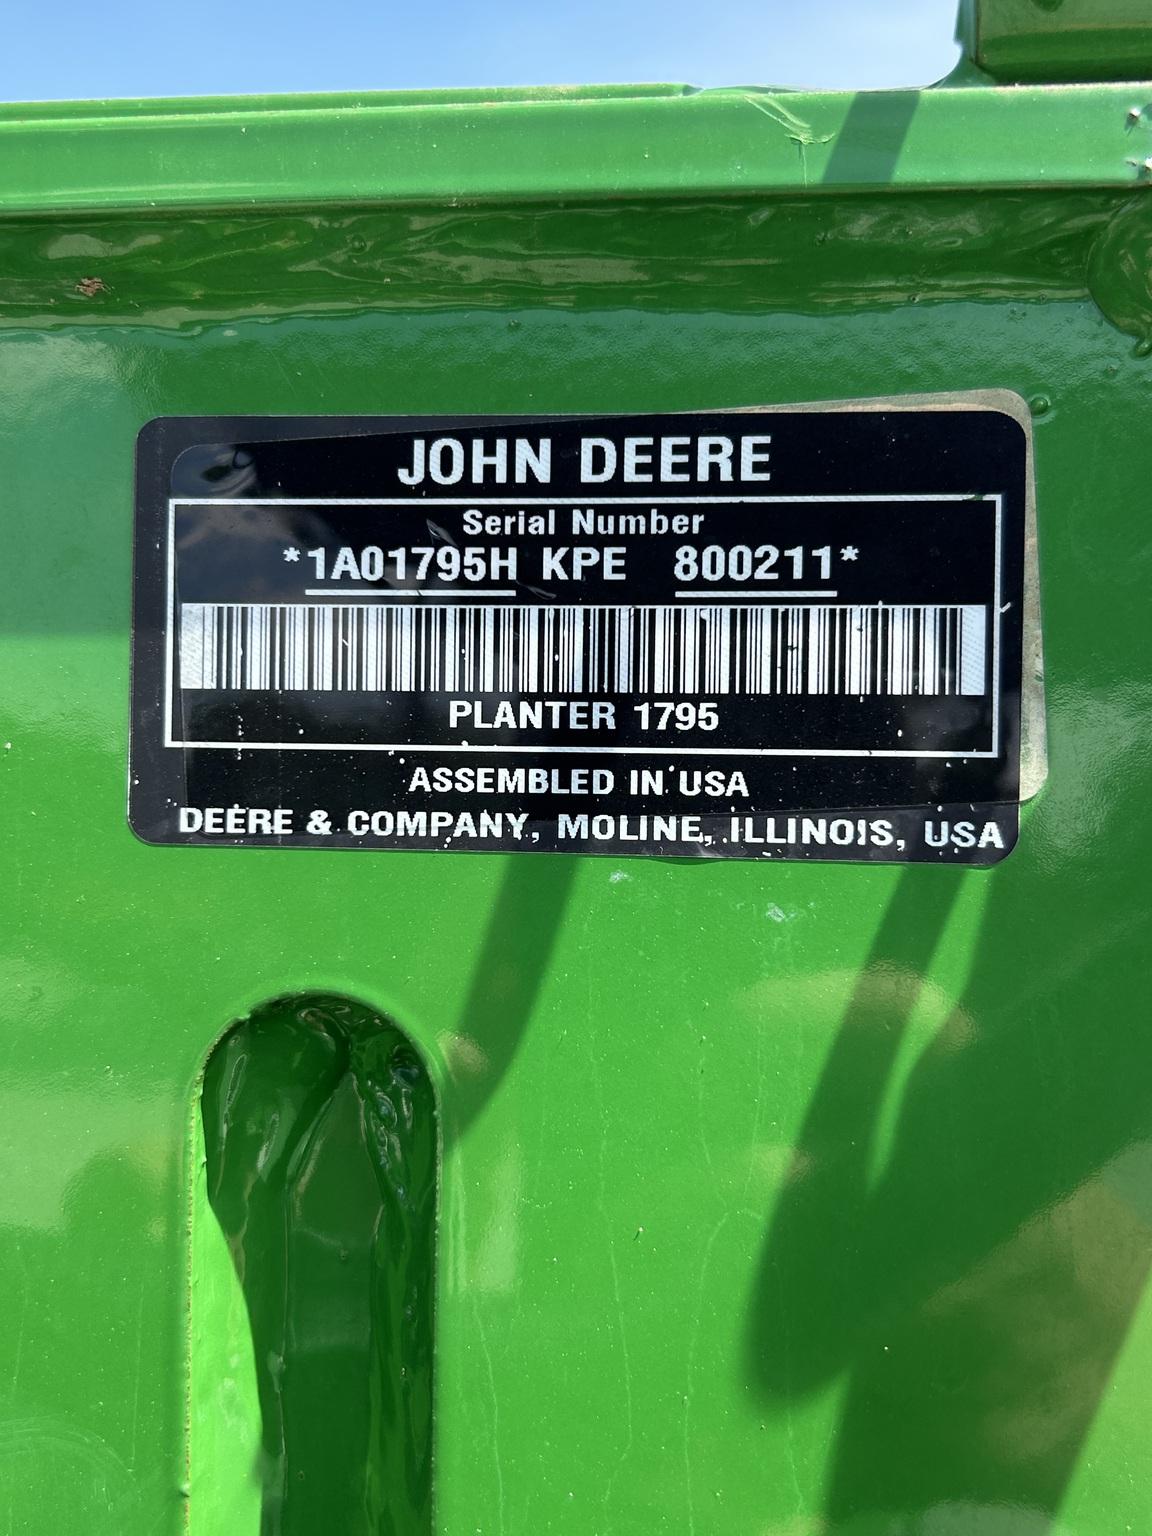 JOHN DEERE
Serial Number
*1A01795H KPE 800211*
PLANTER 1795
ASSEMBLED IN USA
DEERE & COMPANY, MOLINE, ILLINOIS, USA